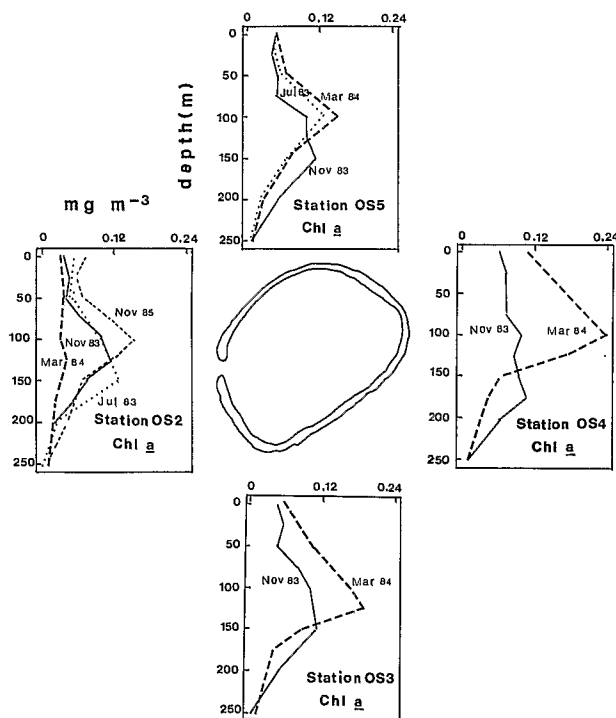 0 0.12 0.24
0
50
100
150
200
250
depth(m)
Jul 83
Mar 84
Nov 83
Station OS5
Chl a
mg m-3
0 0.12 0.24
0
50
100
150
200
250
Nov 85
Nov 83
Mar 84
Jul 83
Station OS2
Chl a
0 0.12 0.24
0
50
100
150
200
250
Nov 83
Mar 84
Station OS4
Chl a
0 0.12 0.24
0
50
100
150
200
250
Nov 83
Mar 84
Station OS3
Chl a